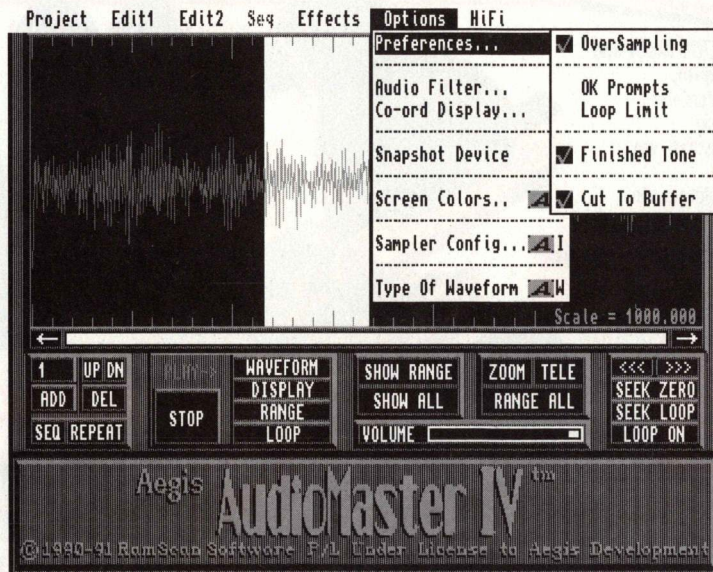 Project Edit1 Edit2 Seq Effects Options HiFi
Preferences...
Audio Filter...
Co-ord Display...
Snapshot Device
Screen Colors.. A
Sampler Config... A I
Type Of Waveform A W
OverSampling
OK Prompts
Loop Limit
Finished Tone
Cut To Buffer
Scale = 1000.000
← →
1 UP DN
ADD DEL
SEQ REPEAT
PLAY->
STOP
WAVEFORM
DISPLAY
RANGE
LOOP
SHOW RANGE
SHOW ALL
VOLUME
ZOOM TELE
RANGE ALL
<<< >>>
SEEK ZERO
SEEK LOOP
LOOP ON
Aegis AudioMaster IV tm
© 1990-91 RamScan Software P/L Under License to Aegis Development